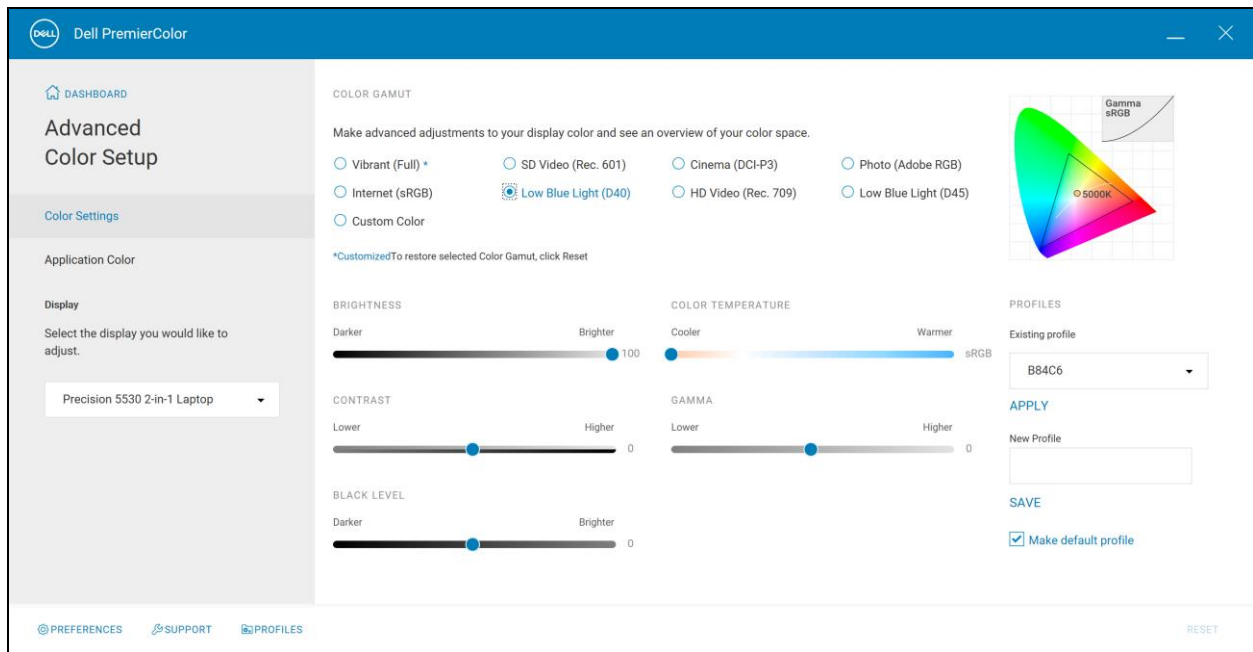 DELL Dell PremierColor
DASHBOARD
Advanced
Color Setup
Color Settings
Application Color
Display
Select the display you would like to
adjust.
Precision 5530 2-in-1 Laptop
COLOR GAMUT
Make advanced adjustments to your display color and see an overview of your color space.
Vibrant (Full) * SD Video (Rec. 601) Cinema (DCI-P3) Photo (Adobe RGB)
Internet (sRGB) Low Blue Light (D40) HD Video (Rec. 709) Low Blue Light (D45)
Custom Color
*CustomizedTo restore selected Color Gamut, click Reset
Gamma
sRGB
5000K
BRIGHTNESS
Darker Brighter
100
COLOR TEMPERATURE
Cooler Warmer
sRGB
CONTRAST
Lower Higher
0
GAMMA
Lower Higher
0
BLACK LEVEL
Darker Brighter
0
PROFILES
Existing profile
B84C6
APPLY
New Profile
SAVE
Make default profile
PREFERENCES SUPPORT PROFILES RESET